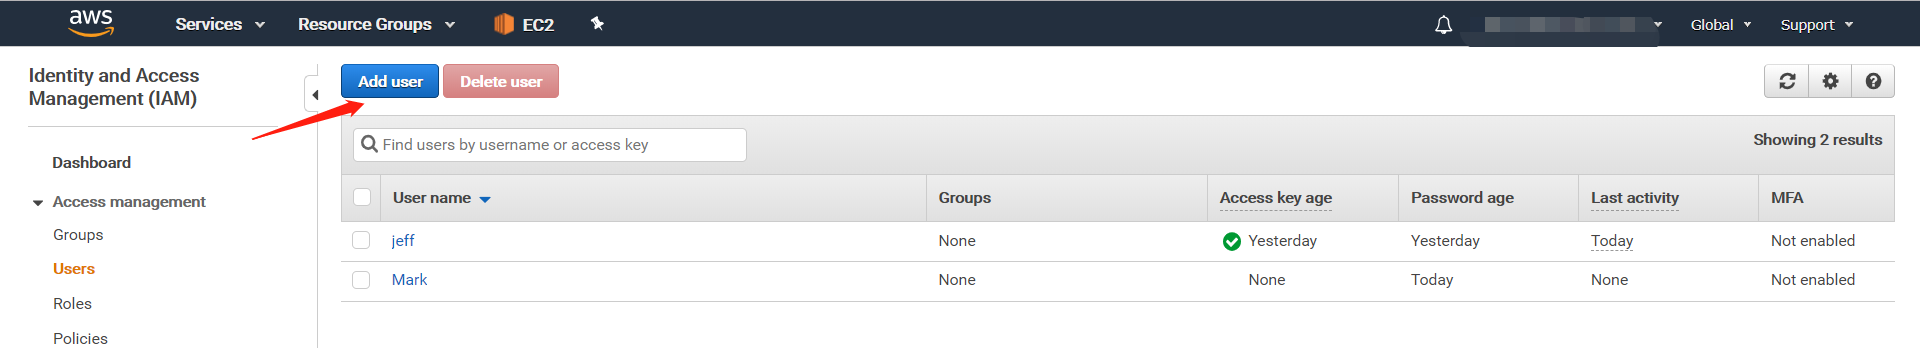 aws Services Resource Groups EC2 Global Support
Identity and Access
Management (IAM)
Add user Delete user
Find users by username or access key
Showing 2 results
Dashboard
Access management
Groups
Users
Roles
Policies
User name Groups Access key age Password age Last activity MFA
jeff None Yesterday Yesterday Today Not enabled
Mark None None Today None Not enabled